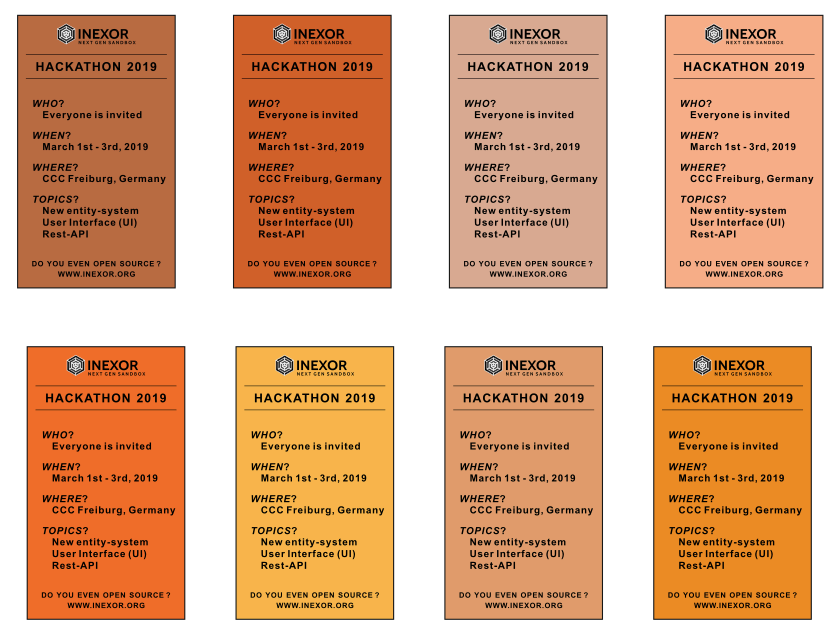 INEXOR
NEXT GEN SANDBOX
HACKATHON 2019
WHO?
Everyone is invited
WHEN?
March 1st - 3rd, 2019
WHERE?
CCC Freiburg, Germany
TOPICS?
New entity-system
User Interface (UI)
Rest-API
DO YOU EVEN OPEN SOURCE ?
WWW.INEXOR.ORG
INEXOR
NEXT GEN SANDBOX
HACKATHON 2019
WHO?
Everyone is invited
WHEN?
March 1st - 3rd, 2019
WHERE?
CCC Freiburg, Germany
TOPICS?
New entity-system
User Interface (UI)
Rest-API
DO YOU EVEN OPEN SOURCE ?
WWW.INEXOR.ORG
INEXOR
NEXT GEN SANDBOX
HACKATHON 2019
WHO?
Everyone is invited
WHEN?
March 1st - 3rd, 2019
WHERE?
CCC Freiburg, Germany
TOPICS?
New entity-system
User Interface (UI)
Rest-API
DO YOU EVEN OPEN SOURCE ?
WWW.INEXOR.ORG
INEXOR
NEXT GEN SANDBOX
HACKATHON 2019
WHO?
Everyone is invited
WHEN?
March 1st - 3rd, 2019
WHERE?
CCC Freiburg, Germany
TOPICS?
New entity-system
User Interface (UI)
Rest-API
DO YOU EVEN OPEN SOURCE ?
WWW.INEXOR.ORG
INEXOR
NEXT GEN SANDBOX
HACKATHON 2019
WHO?
Everyone is invited
WHEN?
March 1st - 3rd, 2019
WHERE?
CCC Freiburg, Germany
TOPICS?
New entity-system
User Interface (UI)
Rest-API
DO YOU EVEN OPEN SOURCE ?
WWW.INEXOR.ORG
INEXOR
NEXT GEN SANDBOX
HACKATHON 2019
WHO?
Everyone is invited
WHEN?
March 1st - 3rd, 2019
WHERE?
CCC Freiburg, Germany
TOPICS?
New entity-system
User Interface (UI)
Rest-API
DO YOU EVEN OPEN SOURCE ?
WWW.INEXOR.ORG
INEXOR
NEXT GEN SANDBOX
HACKATHON 2019
WHO?
Everyone is invited
WHEN?
March 1st - 3rd, 2019
WHERE?
CCC Freiburg, Germany
TOPICS?
New entity-system
User Interface (UI)
Rest-API
DO YOU EVEN OPEN SOURCE ?
WWW.INEXOR.ORG
INEXOR
NEXT GEN SANDBOX
HACKATHON 2019
WHO?
Everyone is invited
WHEN?
March 1st - 3rd, 2019
WHERE?
CCC Freiburg, Germany
TOPICS?
New entity-system
User Interface (UI)
Rest-API
DO YOU EVEN OPEN SOURCE ?
WWW.INEXOR.ORG